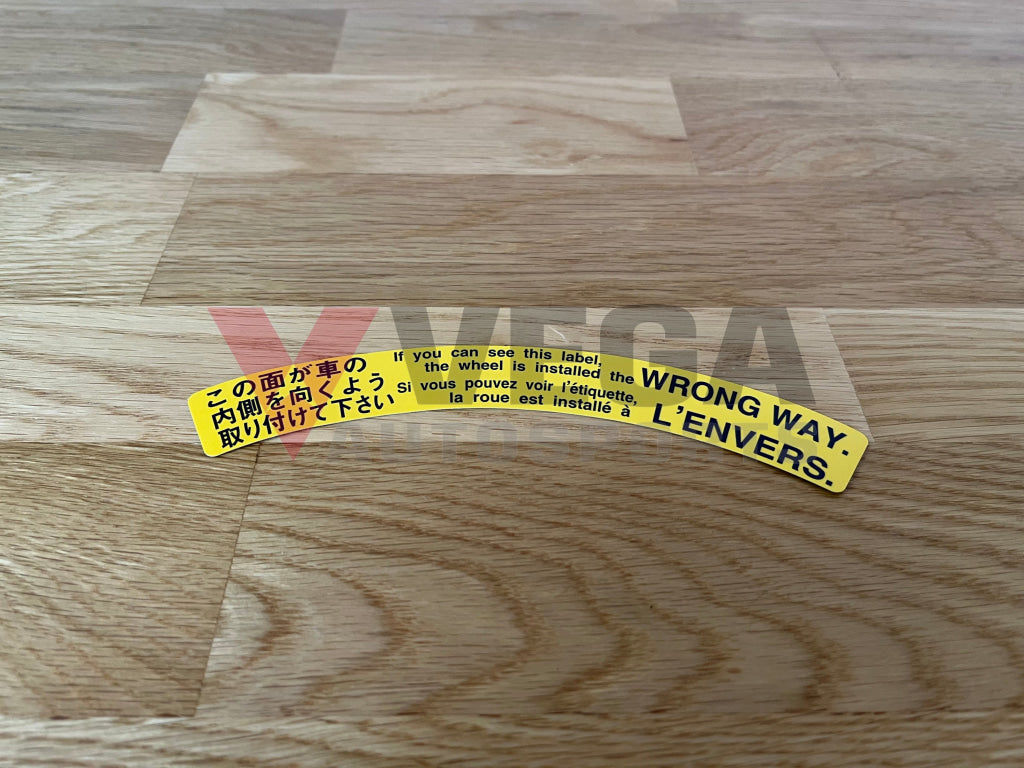 この面が車の
内側を向くよう
取り付けて下さい
If you can see this label,
the wheel is installed the
WRONG WAY.
Si vous pouvez voir l'étiquette,
la roue est installé à
L'ENVERS.
VEGA
AUTOSPORTS